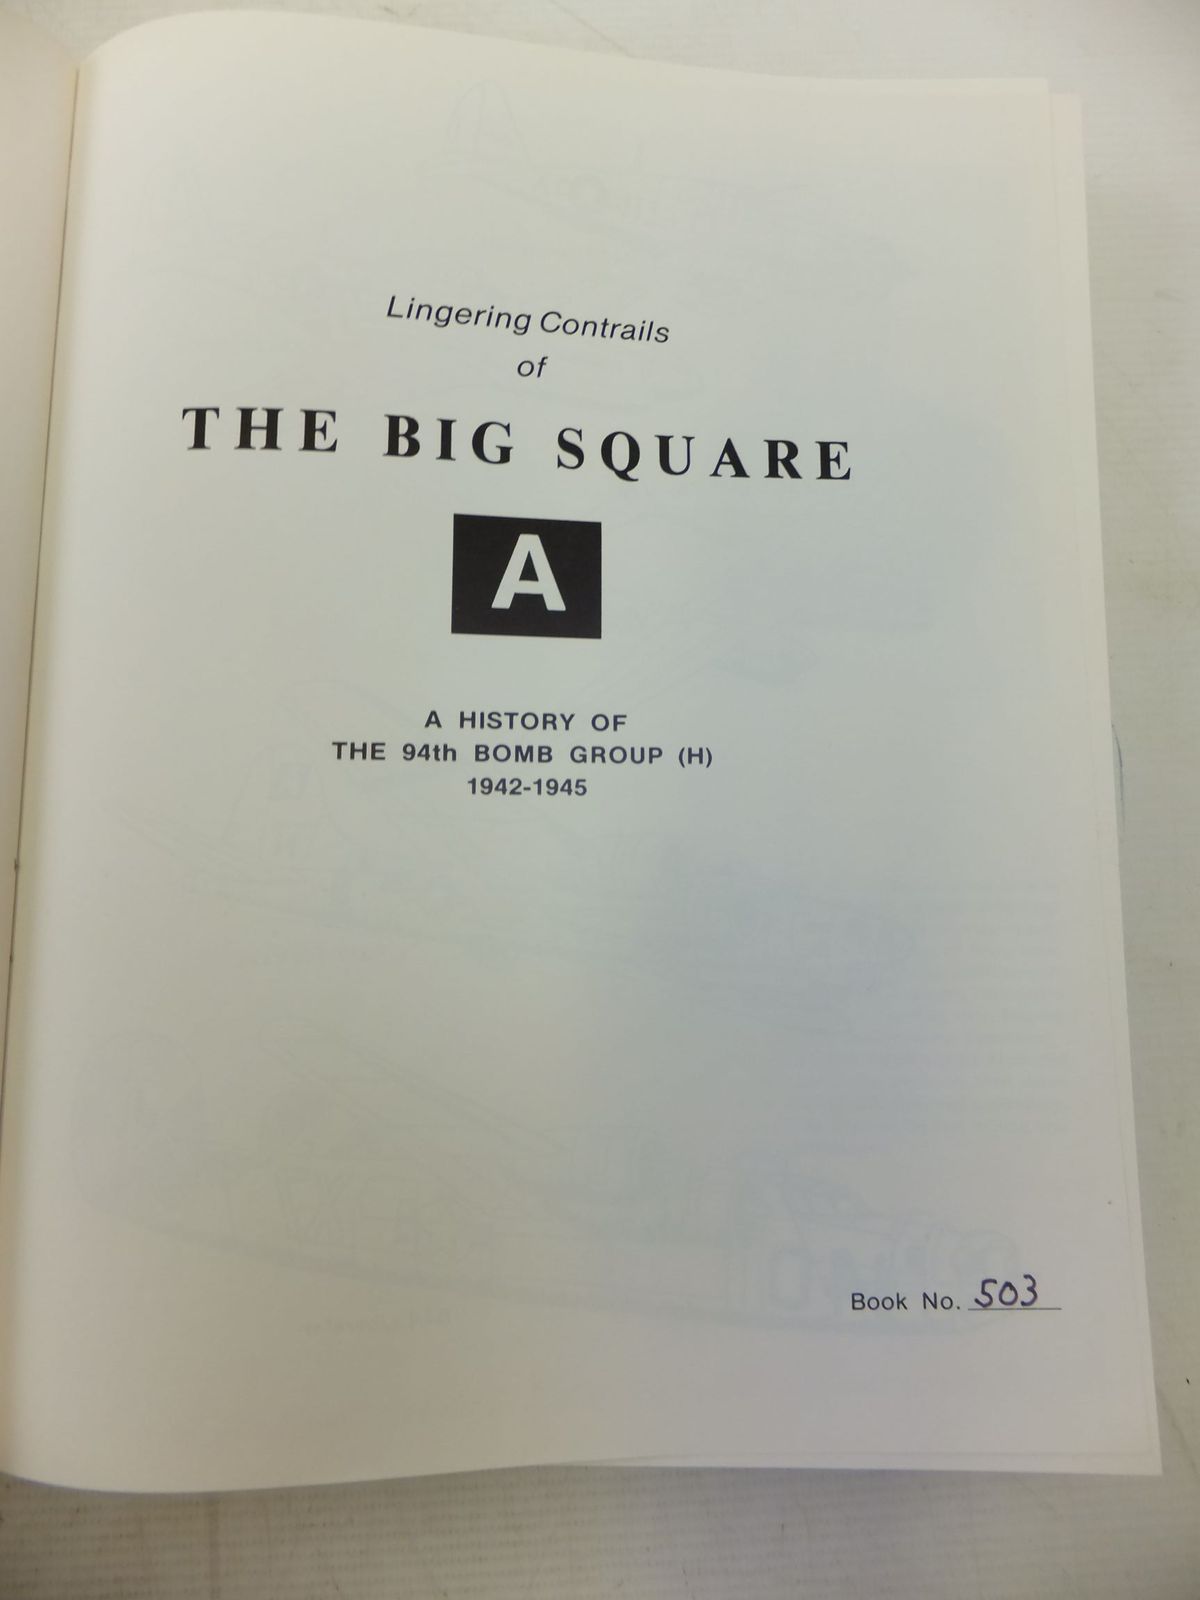 Lingering Contrails
of
THE BIG SQUARE
A
A HISTORY OF
THE 94th BOMB GROUP (H)
1942-1945
Book No. 503